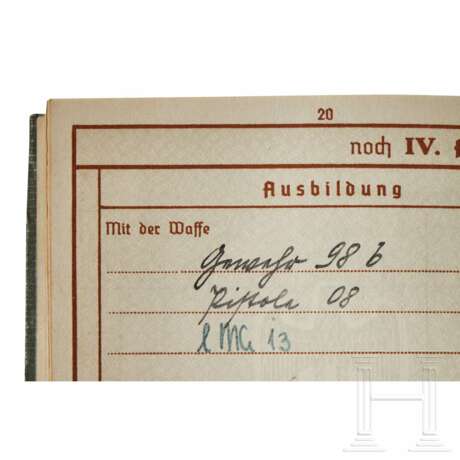 20
noch IV.
Ausbildung
Mit der Waffe
Gewehr 98 b
Pistole 08
l MG 13